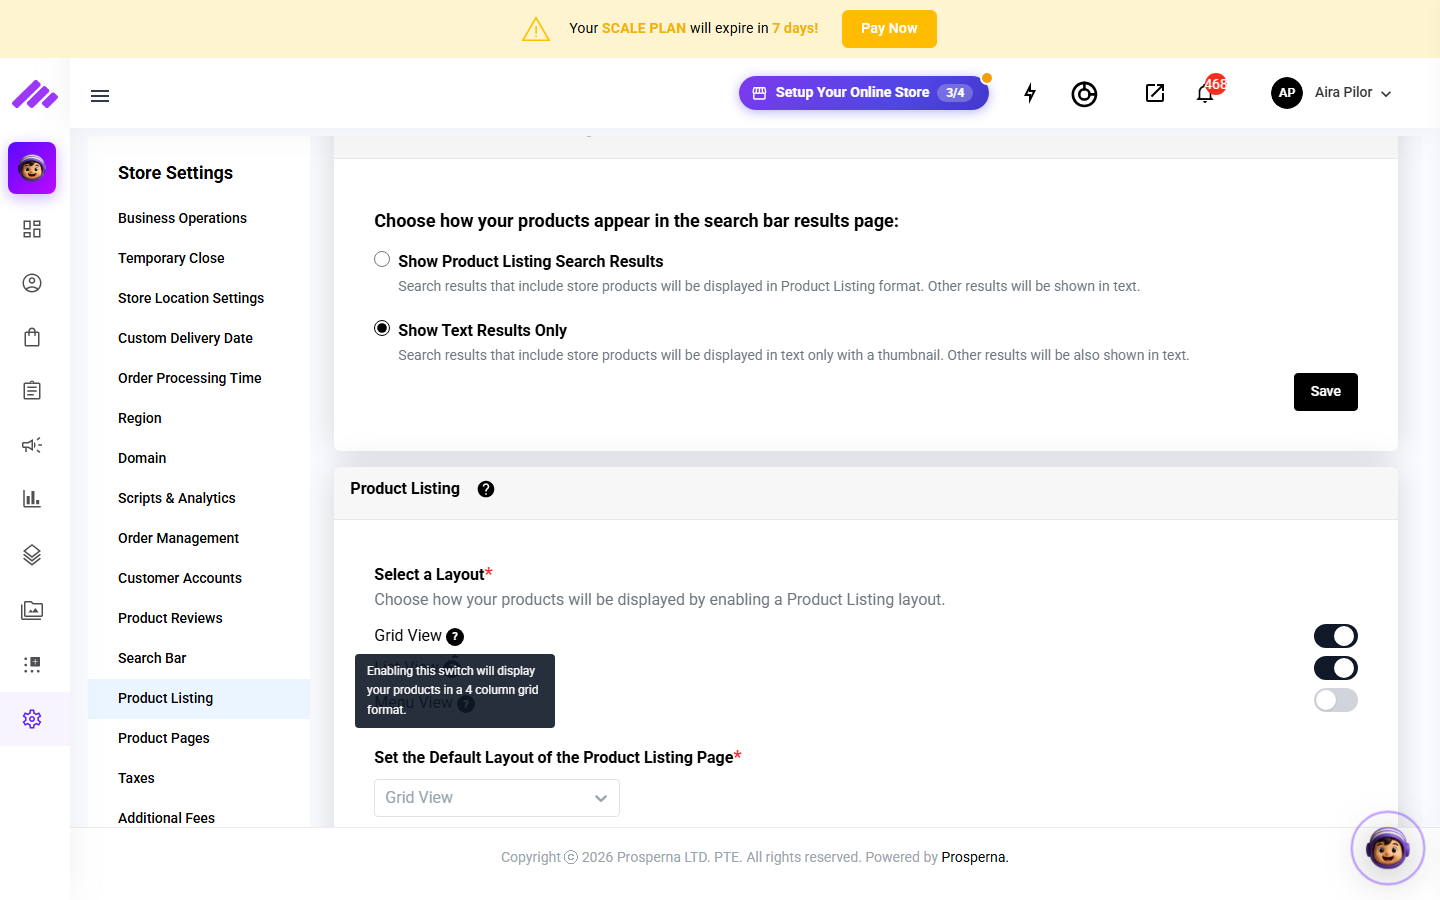 Your SCALE PLAN will expire in 7 days!
Pay Now
Setup Your Online Store 3/4
468
AP
Aira Pilor
Store Settings
Business Operations
Temporary Close
Store Location Settings
Custom Delivery Date
Order Processing Time
Region
Domain
Scripts & Analytics
Order Management
Customer Accounts
Product Reviews
Search Bar
Product Listing
Product Pages
Taxes
Additional Fees
Choose how your products appear in the search bar results page:
Show Product Listing Search Results
Search results that include store products will be displayed in Product Listing format. Other results will be shown in text.
Show Text Results Only
Search results that include store products will be displayed in text only with a thumbnail. Other results will be also shown in text.
Save
Product Listing ?
Select a Layout*
Choose how your products will be displayed by enabling a Product Listing layout.
Grid View ?
Enabling this switch will display
your products in a 4 column grid
format.
Menu View ?
Set the Default Layout of the Product Listing Page*
Grid View
Copyright © 2026 Prosperna LTD. PTE. All rights reserved. Powered by Prosperna.